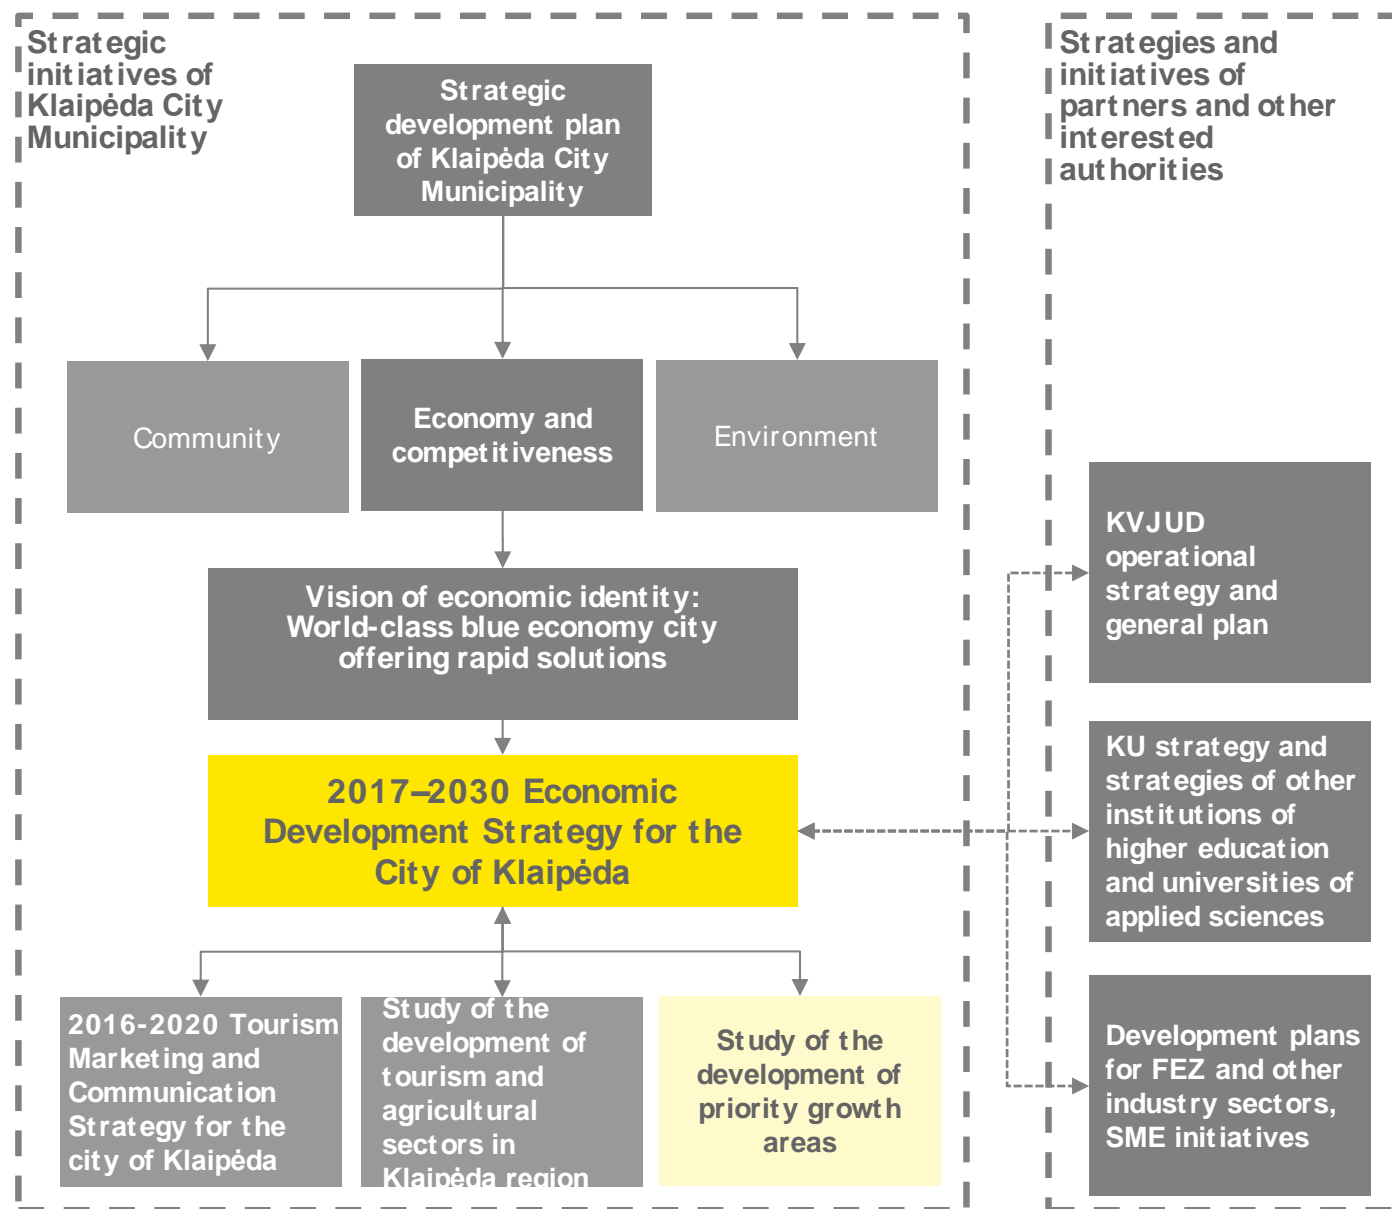 Strategic
initiatives of
Klaipėda City
Municipality
Strategic
development plan
of Klaipėda City
Municipality
Community
Economy and
competitiveness
Environment
Vision of economic identity:
World-class blue economy city
offering rapid solutions
2017–2030 Economic
Development Strategy for the
City of Klaipėda
2016-2020 Tourism
Marketing and
Communication
Strategy for the
city of Klaipėda
Study of the
development of
tourism and
agricultural
sectors in
Klaipėda region
Study of the
development of
priority growth
areas
Strategies and
initiatives of
partners and other
interested
authorities
KVJUD
operational
strategy and
general plan
KU strategy and
strategies of other
institutions of
higher education
and universities of
applied sciences
Development plans
for FEZ and other
industry sectors,
SME initiatives